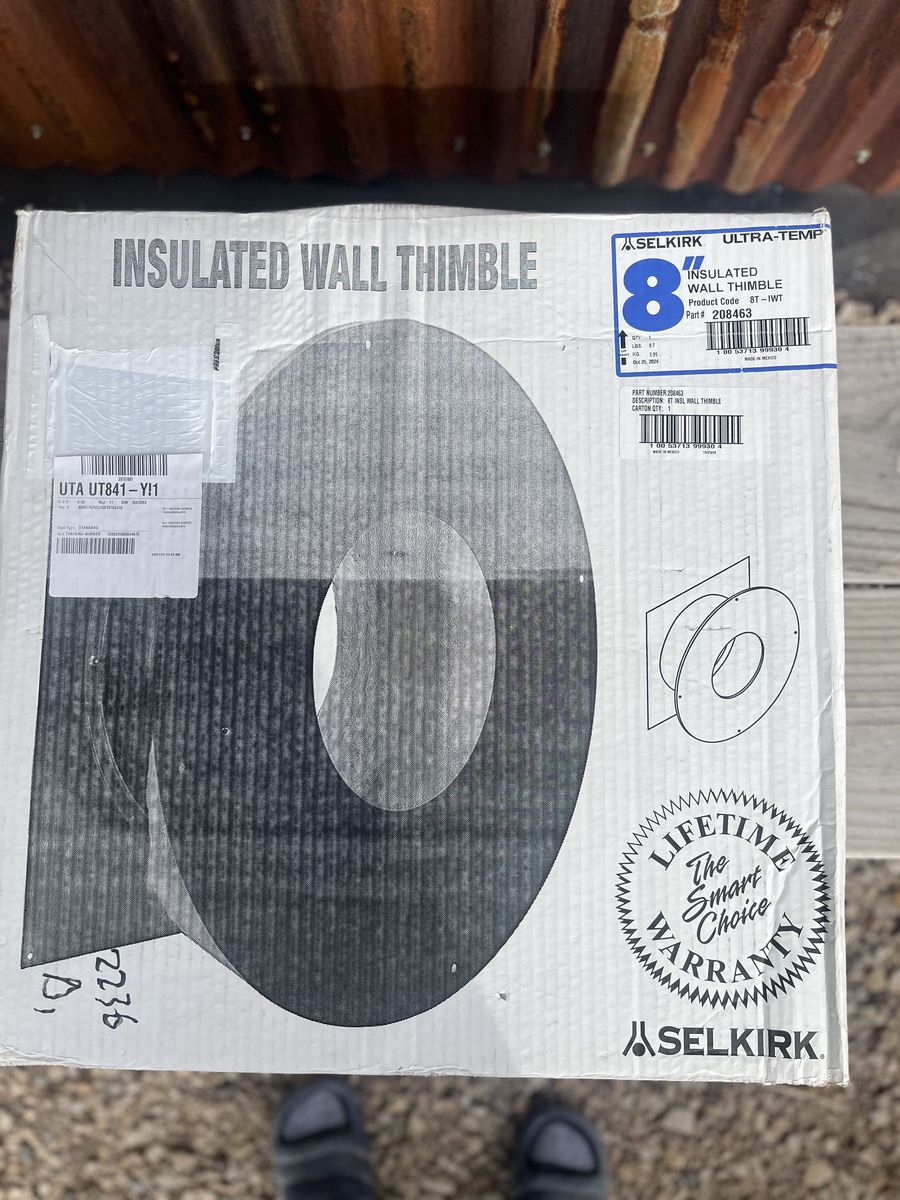 INSULATED WALL THIMBLE
SELKIRK ULTRA-TEMP
8"
INSULATED
WALL THIMBLE
Product Code 8T-IWT
Part# 208463
QTY. 1
LBS 8.7
KG. 3.95
Oct 25, 2024
1 00 53713 99930 4
MADE IN MEXICO
PART NUMBER:208463
DESCRIPTION: 8T INSL WALL THIMBLE
CARTON QTY: 1
1 00 53713 99930 4
MADE IN MEXICO
UTA UT841-YI1
LIFETIME
The
Smart
Choice
WARRANTY
2236
SELKIRK